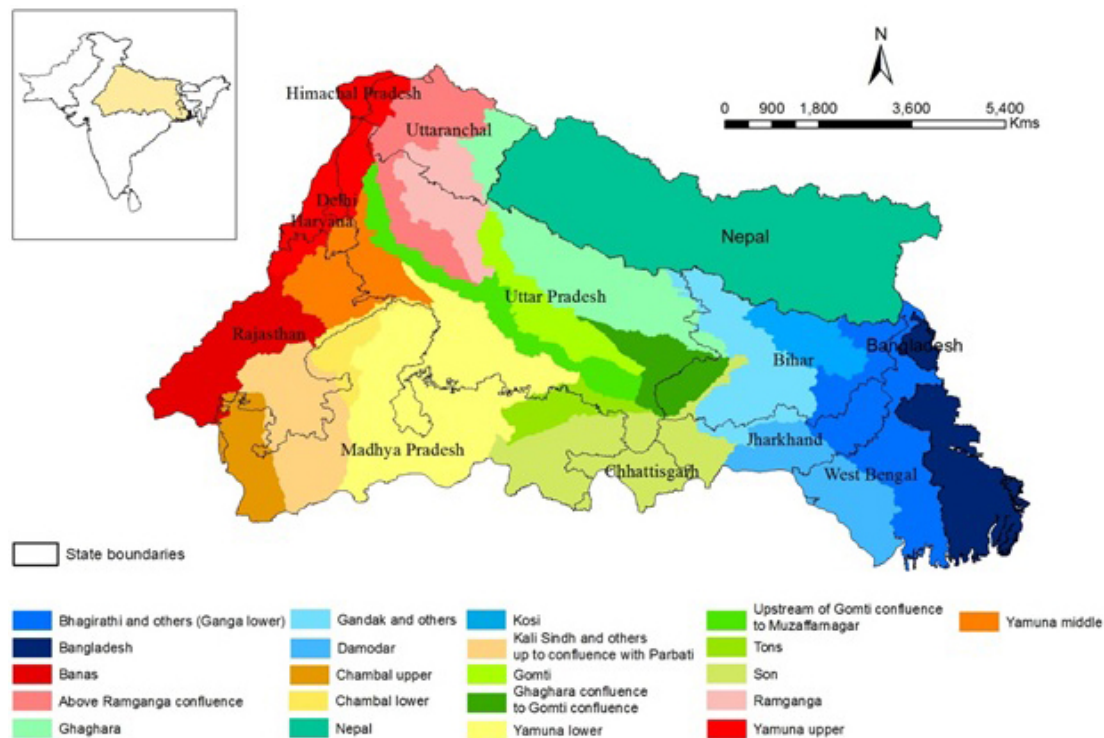 N
0 900 1,800 3,600 5,400
Kms
Himachal Pradesh
Uttaranchal
Delhi
Haryana
Nepal
Uttar Pradesh
Rajasthan
Bangladesh
Bihar
Jharkhand
Madhya Pradesh
Chhattisgarh
West Bengal
State boundaries
Bhagirathi and others (Ganga lower)
Bangladesh
Banas
Above Ramganga confluence
Ghaghara
Gandak and others
Damodar
Chambal upper
Chambal lower
Nepal
Kosi
Kali Sindh and others
up to confluence with Parbati
Gomti
Ghaghara confluence
to Gomti confluence
Yamuna lower
Upstream of Gomti confluence
to Muzaffarnagar
Tons
Son
Ramganga
Yamuna upper
Yamuna middle